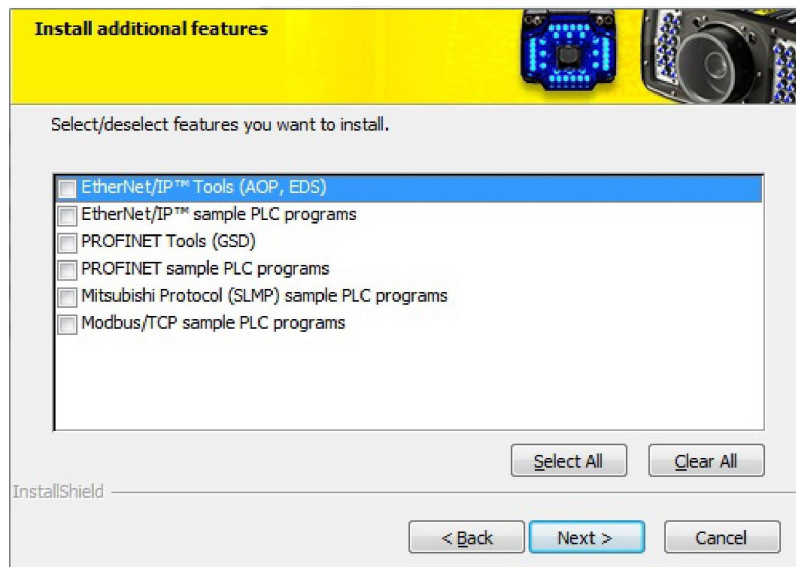 Install additional features
Select/deselect features you want to install.
EtherNet/IP™ Tools (AOP, EDS)
EtherNet/IP™ sample PLC programs
PROFINET Tools (GSD)
PROFINET sample PLC programs
Mitsubishi Protocol (SLMP) sample PLC programs
Modbus/TCP sample PLC programs
Select All
Clear All
InstallShield
< Back
Next >
Cancel